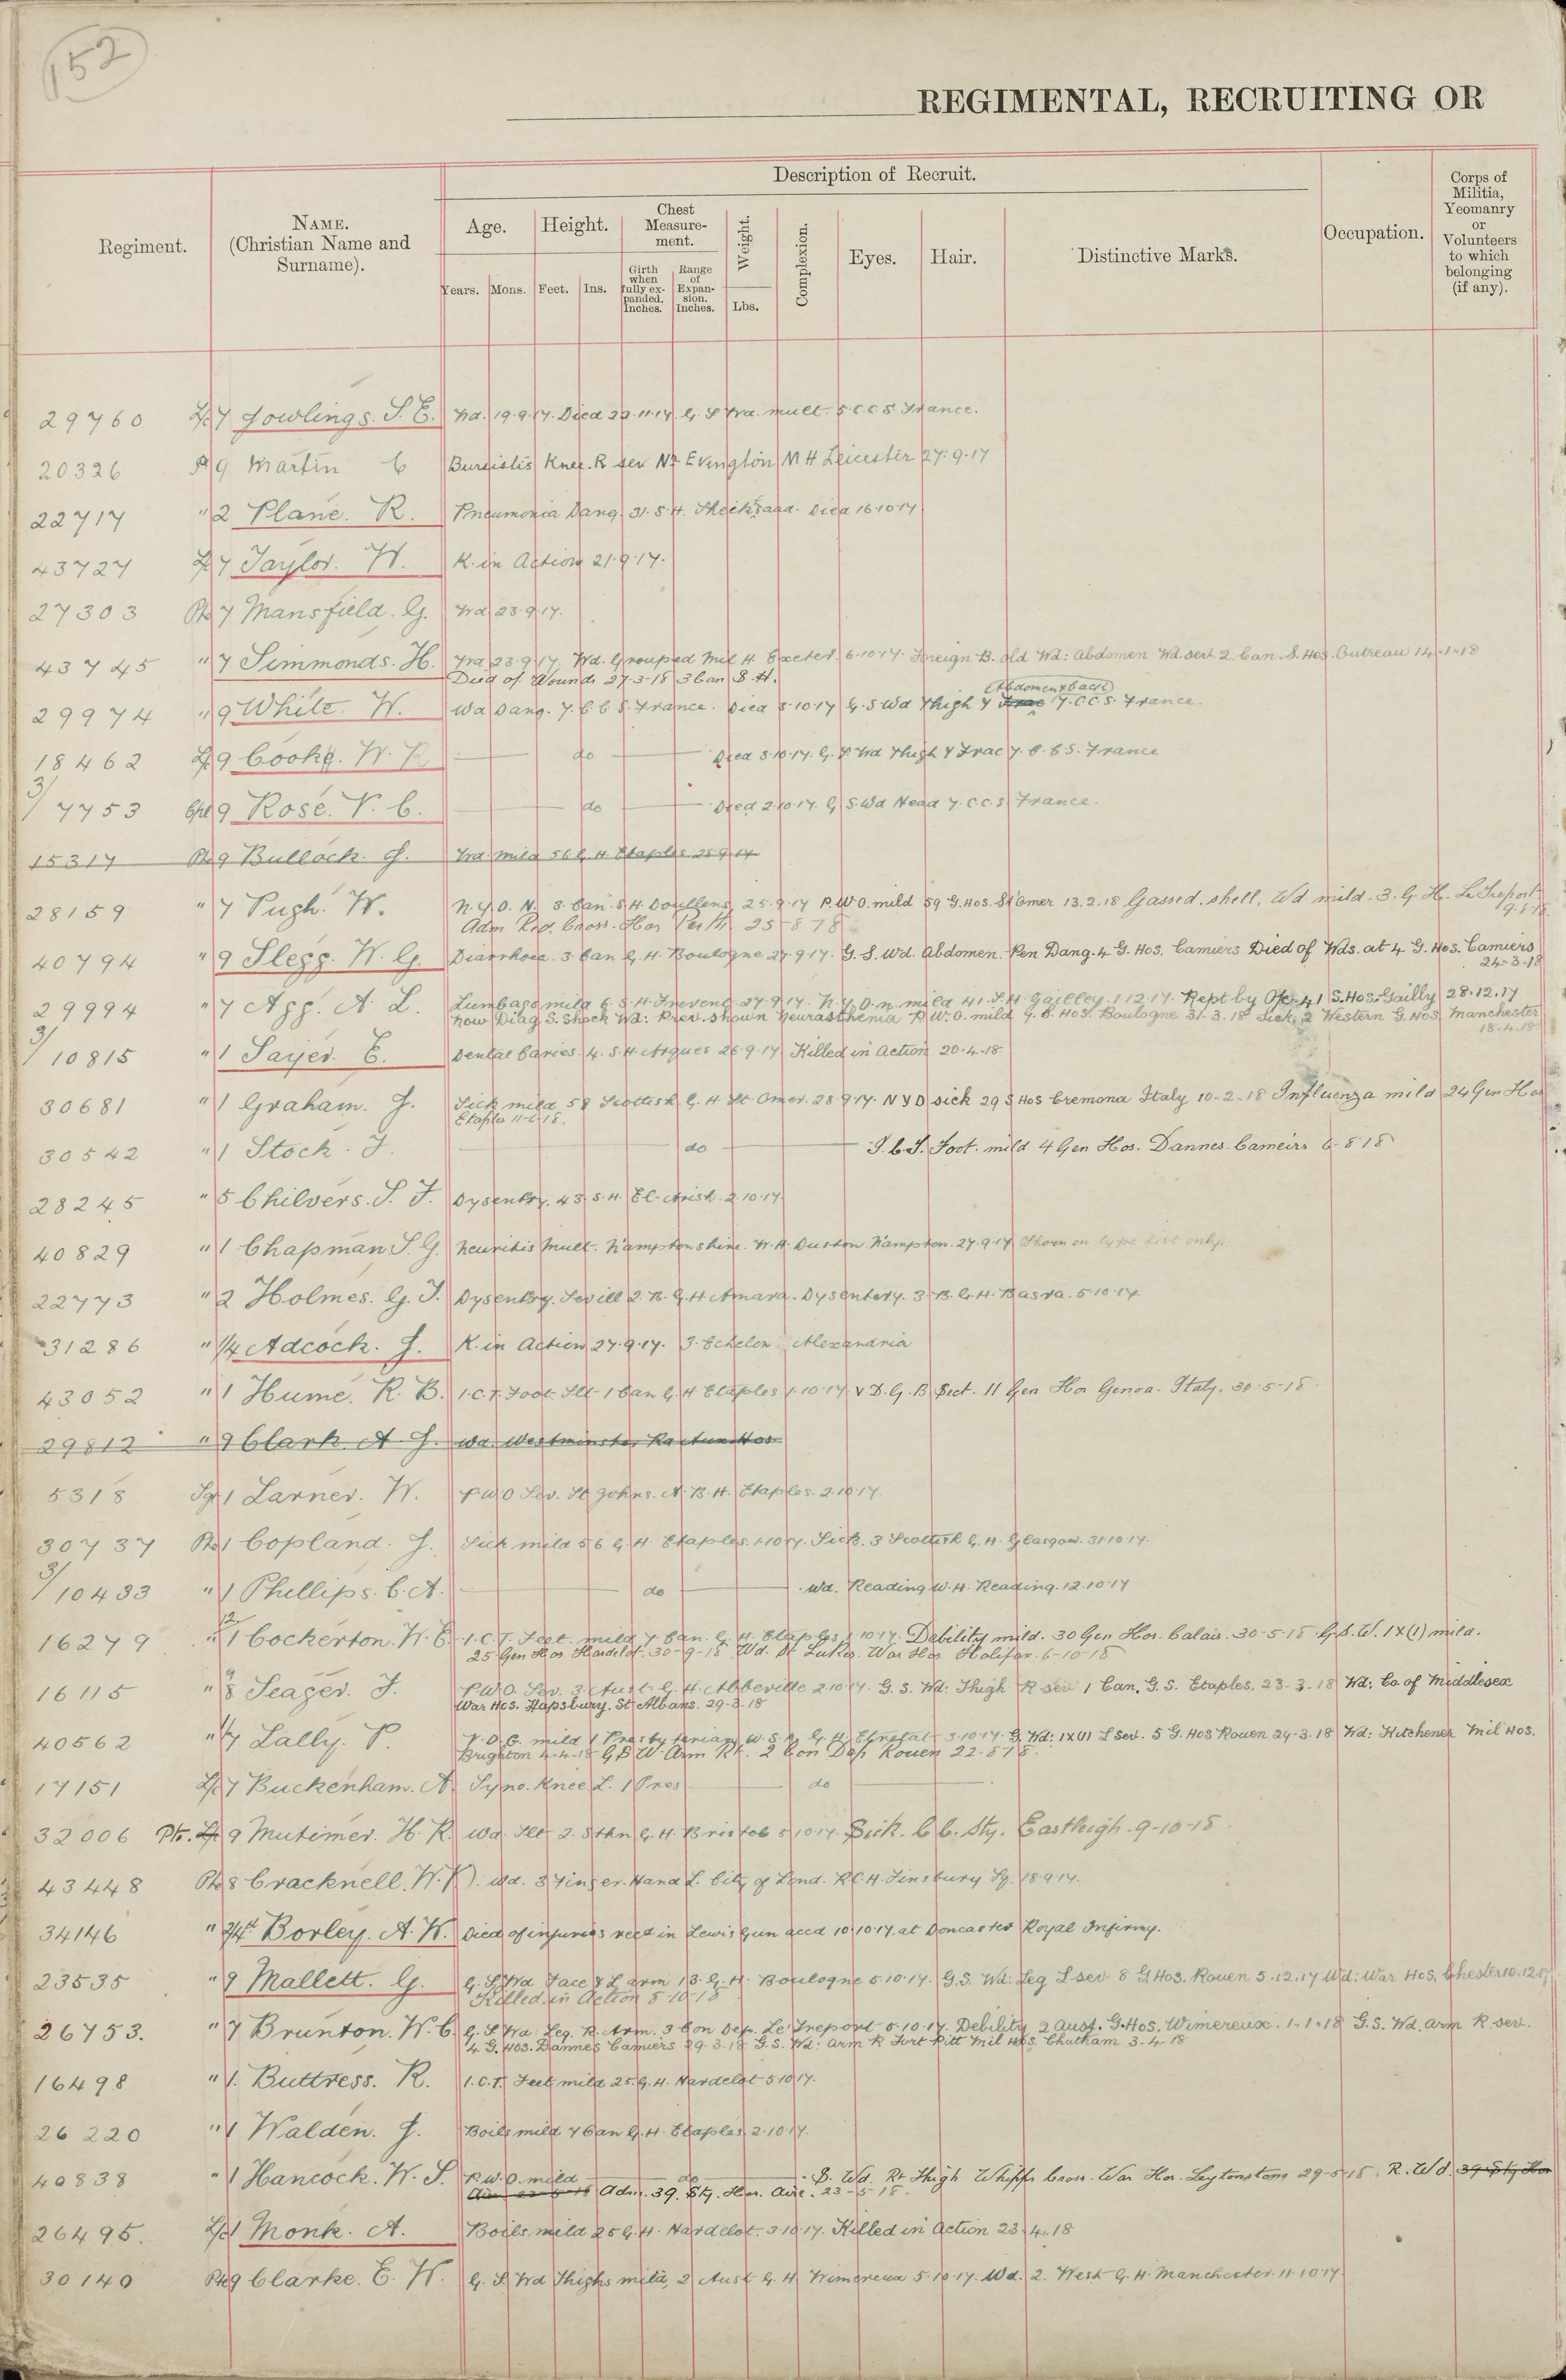 152
REGIMENTAL, RECRUITING OR
Description of Recruit.
Regiment.
NAME.
(Christian Name and
Surname).
Age.
Height.
Chest
Measure-
ment.
Weight.
Complexion.
Eyes.
Hair.
Distinctive Marks.
Occupation.
Corps of
Militia,
Yeomanry
or
Volunteers
to which
belonging
(if any).
Years.
Mons.
Feet.
Ins.
Girth
when
fully ex-
panded.
Inches.
Range
of
Expan-
sion.
Inches.
Lbs.
29760 L/c 7 Gowlings. S. E. Wd. 19.9.17. Died 22.11.17. G. S Wd. mult. 5 C.C.S France.
20326 Pte 9 Martin C Bursistis Knee. R sev Nr Evington M H Leicester 27.9.17
22717 " 2 Plane. R. Pneumonia Dang. 31. S. H. Sheiksaad. Died 16.10.17
43727 L/c 7 Taylor. W. K. in Action 21.9.17.
27303 Pte 7 Mansfield. G. Wd 23.9.17.
43745 " 7 Simmonds. H. Wd 23.9.17. Wd. Grouped Mil H. Exeter 6.10.17. Foreign B. old Wd: Abdomen Wd. sev 2 Can. S. Hos. Outreau 14.1.18
Died of Wounds 27-3-18 3 Can S. H.
29974 " 9 White. W. Wd Dang. 7. C C S. France. Died 5.10.17 G. S Wd Thigh & Frac Abdomen & back 7. C.C.S. France.
18462 L/c 9 Cooke. W. R do Died 3.10.17. G. S. Wd Thigh & Frac 7. C. C S. France
3/7753 Cpl 9 Rose. V. C. do Died 2.10.17. G S. Wd Head 7. C.C.S France.
15317 Pte 9 Bullock. J. Wd mild 56 G. H Etaples 25.9.17
28159 " 7 Pugh. W. N. Y. D. N. 3. Can. S H. Doullens. 25.9.17 P.U.O. mild 59 G. Hos. St Omer 13.2.18 Gassed. shell. Wd mild. 3. G. H. Le Treport.
9.5.18.
Adm Red. Cross. Hos Perth 25-8-18
40794 " 9 Slegg. W. G. Diarrhoea. 3. Can G. H. Boulogne 27.9.17. G. S. Wd. Abdomen. Pen Dang. 4 G. Hos. Camiers Died of Wds. at 4 G. Hos. Camiers
24-3-18
29994 " 7 Agg. A. L. Lumbago mild 6. S. H. Frevent 27.9.17. N. Y. D. N. mild 41. S. H. Gailley. 1.12.17. Rept by Ofc. 41 S. Hos. Gailly 28.12.17
now Diag S. Shock Wd: Prev. shown Neurasthenia P. U. O. mild 7. G. Hos. Boulogne 31.3.18 Sick, 2 Western G. Hos Manchester
18.4.18
3/10815 " 1 Sayer. E. Dental Caries. 4. S. H Arques 26.9.17 Killed in action 20.4.18
30681 " 1 Graham. J. Sick mild 58 Scottish G. H St Omer. 28.9.17. N Y D sick 29 S Hos Cremona Italy 10-2-18 Influenza mild 24 Gen Hos
Etaples 11-6-18.
30542 " 1 Stock. F. do I. C. T. Foot. mild 4 Gen Hos. Dannes. Cameirs 6-8-18
28245 " 5 Chilvers. S. F. Dysentry. 43. S. H. El-Arish. 2.10.17.
40829 " 1 Chapman S. G. Neuritis mult. N'amptonshire. W. H. Duston N'ampton. 27.9.17 Shown on type list only.
22773 " 2 Holmes. G. T. Dysentry. Sev ill 2. B. G. H Amara. Dysentery. 3. B. G. H. Basra. 5.10.17.
31286 " 1/4 Adcock. J. K. in Action 27.9.17. 3. Echelon Alexandria
43052 " 1 Hume. R. B. I.C.T. Foot. Slt. 1 Can G. H Etaples 1.10.17. V D. G. B Sect. 11 Gen Hos Genoa. Italy. 30-5-18
29812 " 9 Clark A. J. Wd. Westminster
5318 Sgt 1 Larner. W. P U O Sev. St Johns. A. B. H. Etaples. 2.10.17.
30737 Pte 1 Copland. J. Sick mild 56 G. H. Etaples. 1.10.17. Sick. 3 Scottish G. H. Glasgow. 31.10.17.
3/10433 " 1 Phillips. C. A. do Wd. Reading W. H. Reading. 12.10.17
16279 " 12 1 Cockerton. W. E. I.C.T. Feet. mild 7 Can. G. H. Etaples 1.10.17. Debility mild. 30 Gen Hos. Calais. 30-5-18 G. S. W. IX(1) mild.
25 Gen Hos Hardelot. 30-9-18. Wd. St Lukes. War Hos. Halifax. 6-10-18
16115 " 8 Seager. F. P. U. O. Sev. 3 Aust. G. H. Abbeville 2.10.17. G. S. Wd: Thigh R sev 1 Can. G. S. Etaples. 23-3-18 Wd: Co. of Middlesex
War Hos. Napsbury. St Albans. 29-3-18
40562 " 7 Lally. P. V. D. G. mild 1 Presbyterian W. S. G. H. Etretat 3.10.17. G. Wd: IX (1) L Sev. 5 G. Hos Rouen 24-3-18 Wd: Kitchener Mil Hos.
Brighton 4-4-18 G S W. Arm Rt. 2 Con Dep Rouen 22-8-18.
17151 L/c 7 Buckenham. A. Syno. Knee L. 1 Pres do
32006 Pte. L/c 9 Mutimer. H. R. Wd. Slt 2. Sthn G. H. Bristol 5.10.17. Sick. C. C. Sty. Eastleigh. 9-10-18
43448 Pte 8 Cracknell. W. F. Wd. 3 Finger. Hand L. City of Lond. R.C.H. Finsbury Sq. 18.9.17.
34146 " 2/4th Borley. A. W. Died of injuries recd in Lewis Gun accd 10.10.17. at Doncaster Royal Infirmy.
23535 " 9 Mallett. G. G. S Wd Face & L. arm 13. G. H. Boulogne 5.10.17. G. S. Wd: Leg L sev 8 G. Hos. Rouen 5.12.17 Wd: War Hos. Chester 10.12.17
Killed in action 8-10-18
26753. " 7 Brunton. W. C. G. S Wd: Leg. R. Arm. 3 Con Dep. Le Treport 5.10.17. Debility 2 Aust. G. Hos. Wimereux. 1-1-18 G. S. Wd. arm R sev.
4 G. Hos. Dannes Camiers 29-3-18 G. S. Wd: arm R Fort Pitt Mil Hos. Chatham 3-4-18
16498 " 1. Buttress. R. I.C.T. Feet mild 25. G. H. Hardelot 3.10.17.
26220 " 1 Walden. J. Boils mild 7 Can G. H. Etaples. 2.10.17.
40838 " 1 Hancock. W. S. P. U. O. mild do S. Wd. Rt Thigh Whipps Cross. War Hos. Leytonstone 29-5-18. R. Wd. 39 Sty Hos
Adm. 39. Sty. Hos. Aire. 23-5-18.
26495. L/c 1 Monk. A. Boils mild 25 G. H. Hardelot. 3.10.17. Killed in Action 23.4.18
30140 Pte 9 Clarke. E. W. G. S. Wd Thighs mild, 2 Aust G. H Wimereux 5.10.17. Wd. 2. West G. H. Manchester. 11.10.17